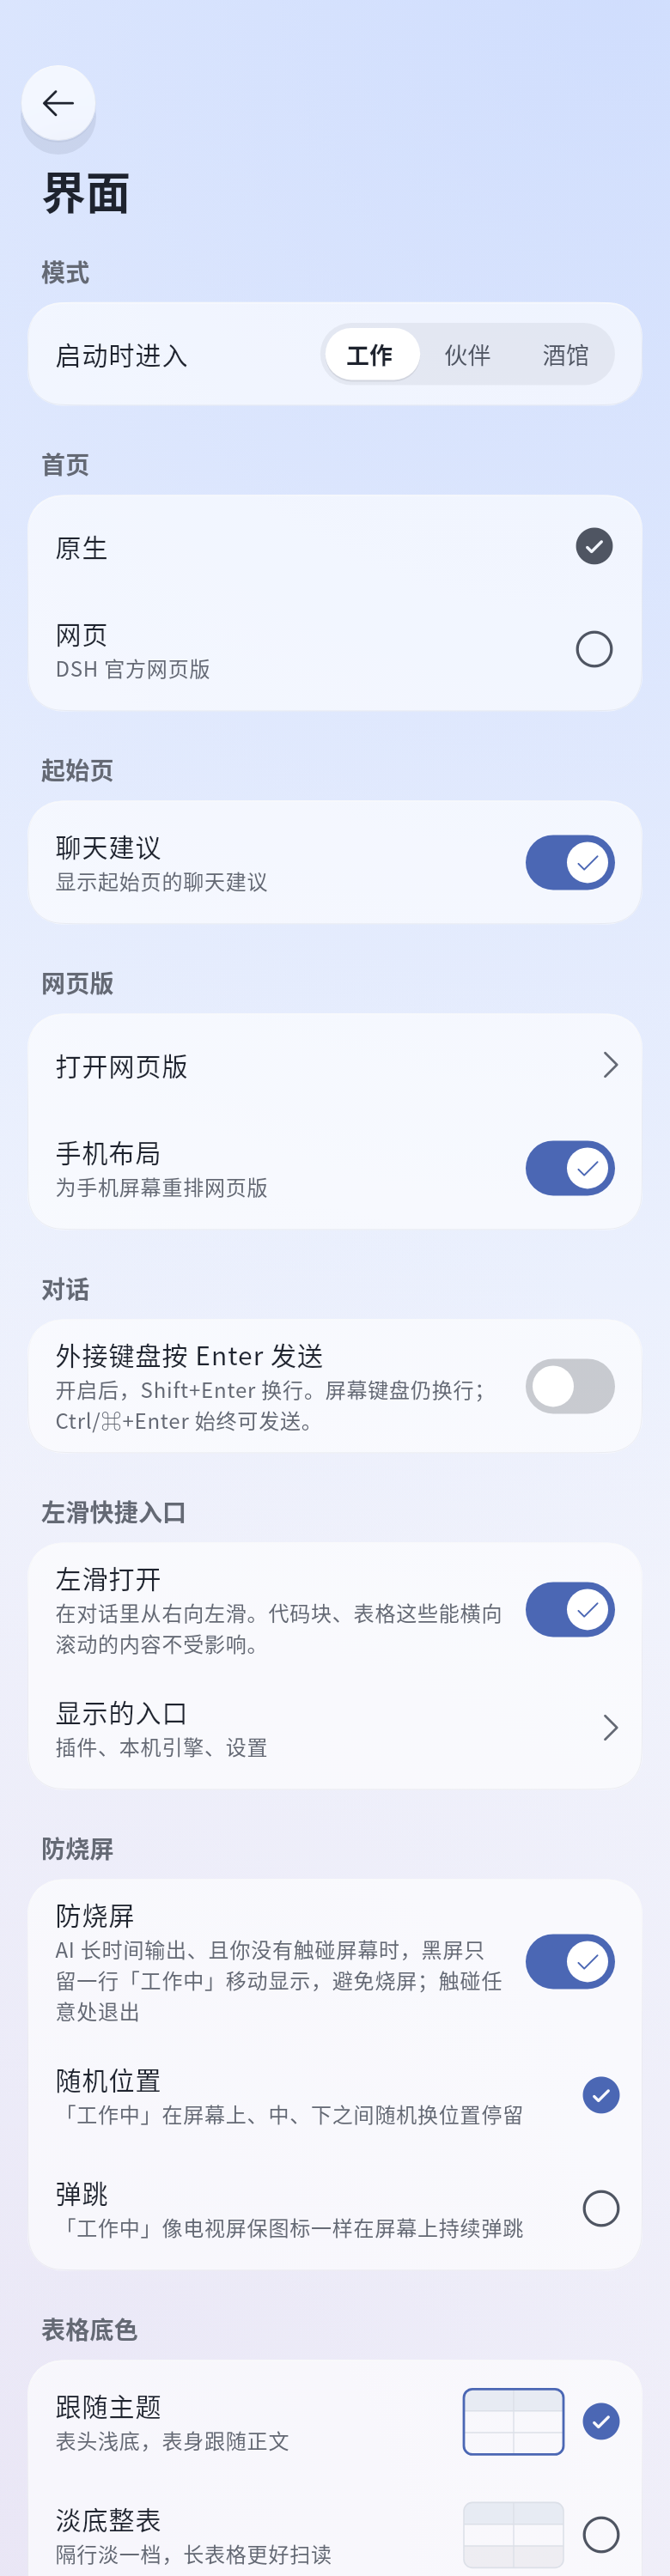 界面
模式
启动时进入 工作 伙伴 酒馆
首页
原生
网页
DSH 官方网页版
起始页
聊天建议
显示起始页的聊天建议
网页版
打开网页版
手机布局
为手机屏幕重排网页版
对话
外接键盘按 Enter 发送
开启后，Shift+Enter 换行。屏幕键盘仍换行；
Ctrl/⌘+Enter 始终可发送。
左滑快捷入口
左滑打开
在对话里从右向左滑。代码块、表格这些能横向
滚动的内容不受影响。
显示的入口
插件、本机引擎、设置
防烧屏
防烧屏
AI 长时间输出、且你没有触碰屏幕时，黑屏只
留一行「工作中」移动显示，避免烧屏；触碰任
意处退出
随机位置
「工作中」在屏幕上、中、下之间随机换位置停留
弹跳
「工作中」像电视屏保图标一样在屏幕上持续弹跳
表格底色
跟随主题
表头浅底，表身跟随正文
淡底整表
隔行淡一档，长表格更好扫读